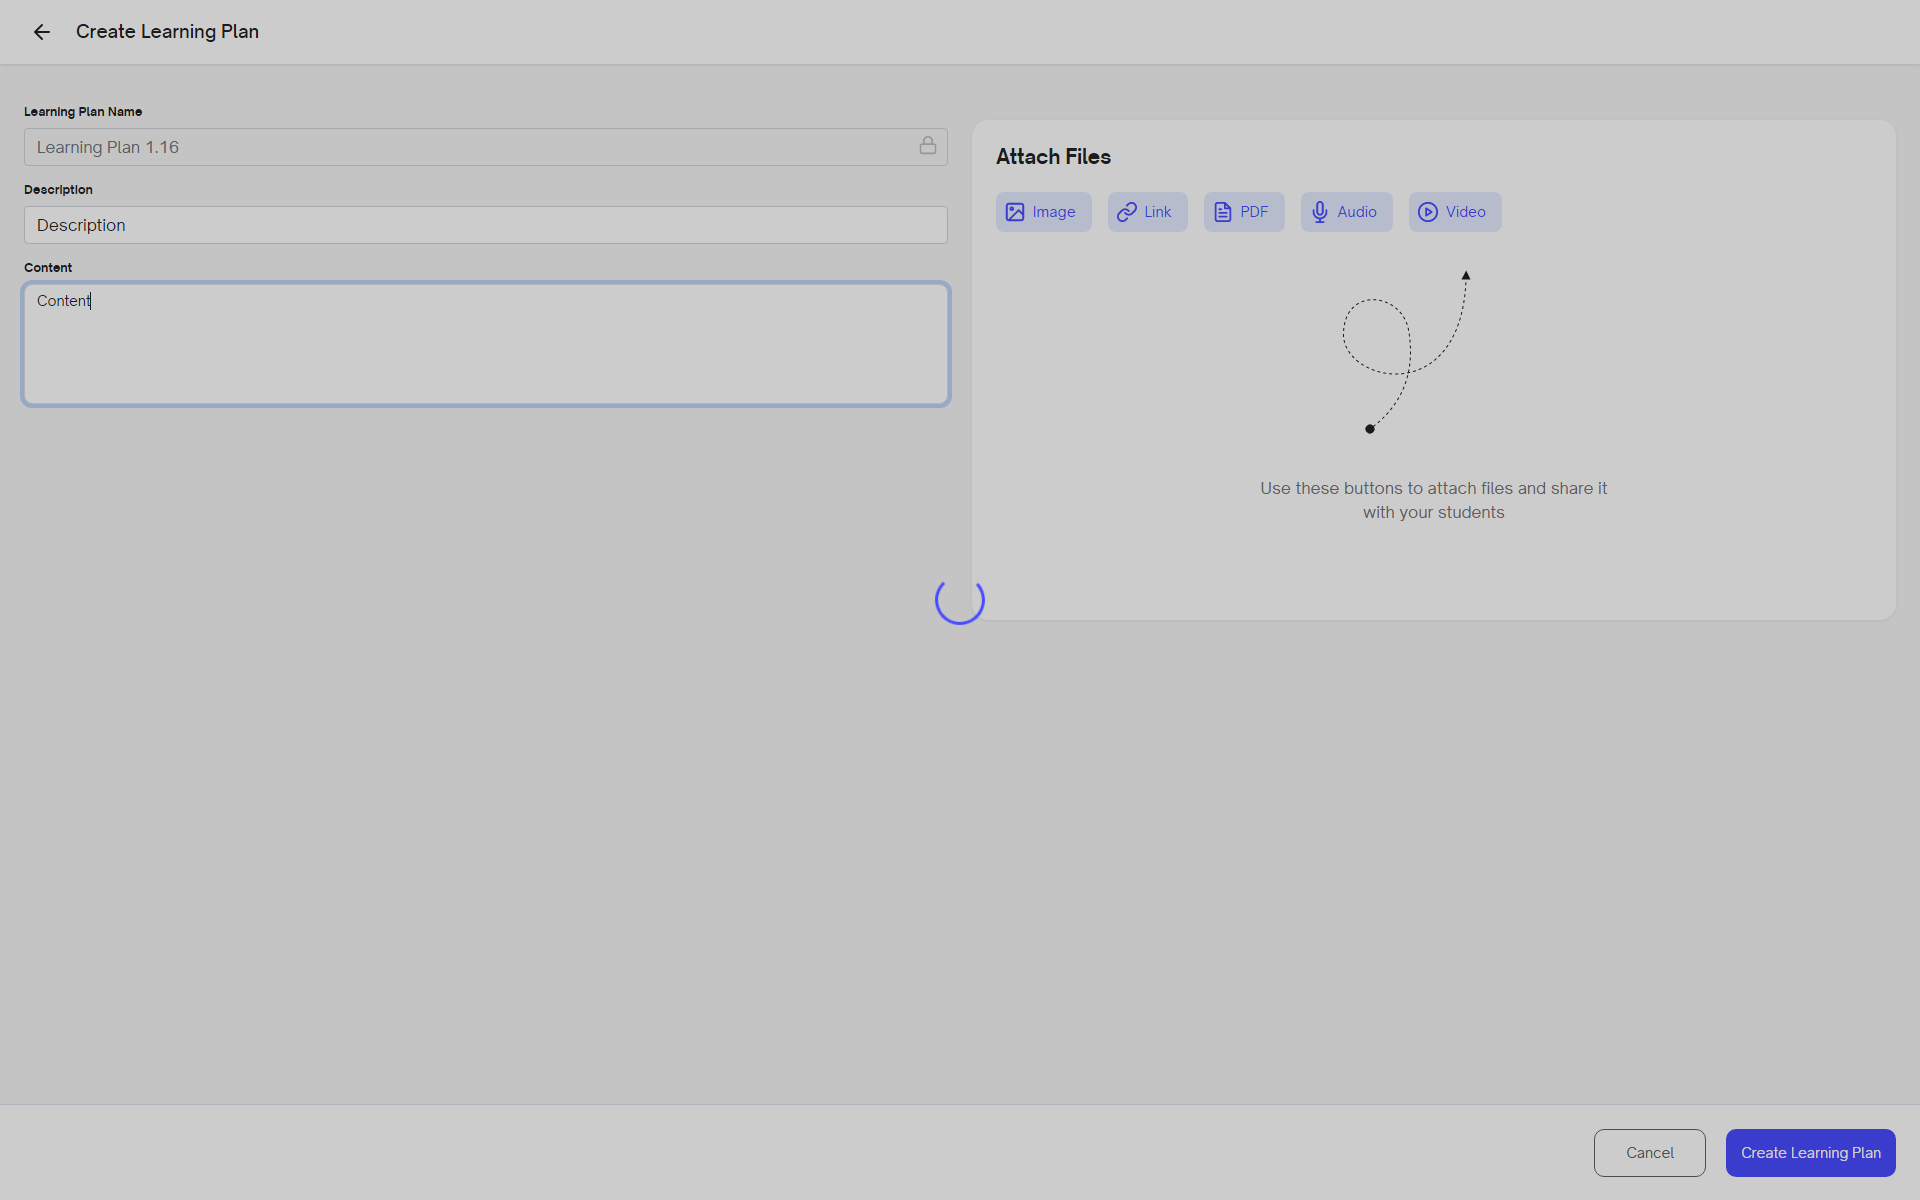 Create Learning Plan
Learning Plan Name
Learning Plan 1.16
Description
Description
Content
Content
Attach Files
Image
Link
PDF
Audio
Video
Use these buttons to attach files and share it
with your students
Cancel
Create Learning Plan